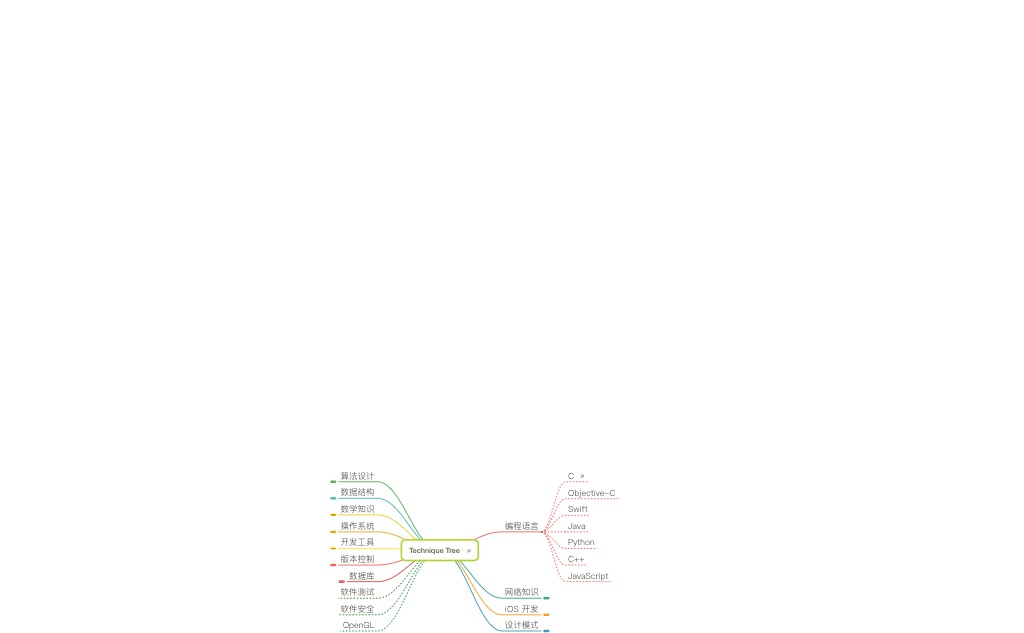 算法设计
数据结构
数学知识
操作系统
开发工具
版本控制
数据库
软件测试
软件安全
OpenGL
Technique Tree
编程语言
C
Objective-C
Swift
Java
Python
C++
JavaScript
网络知识
iOS 开发
设计模式